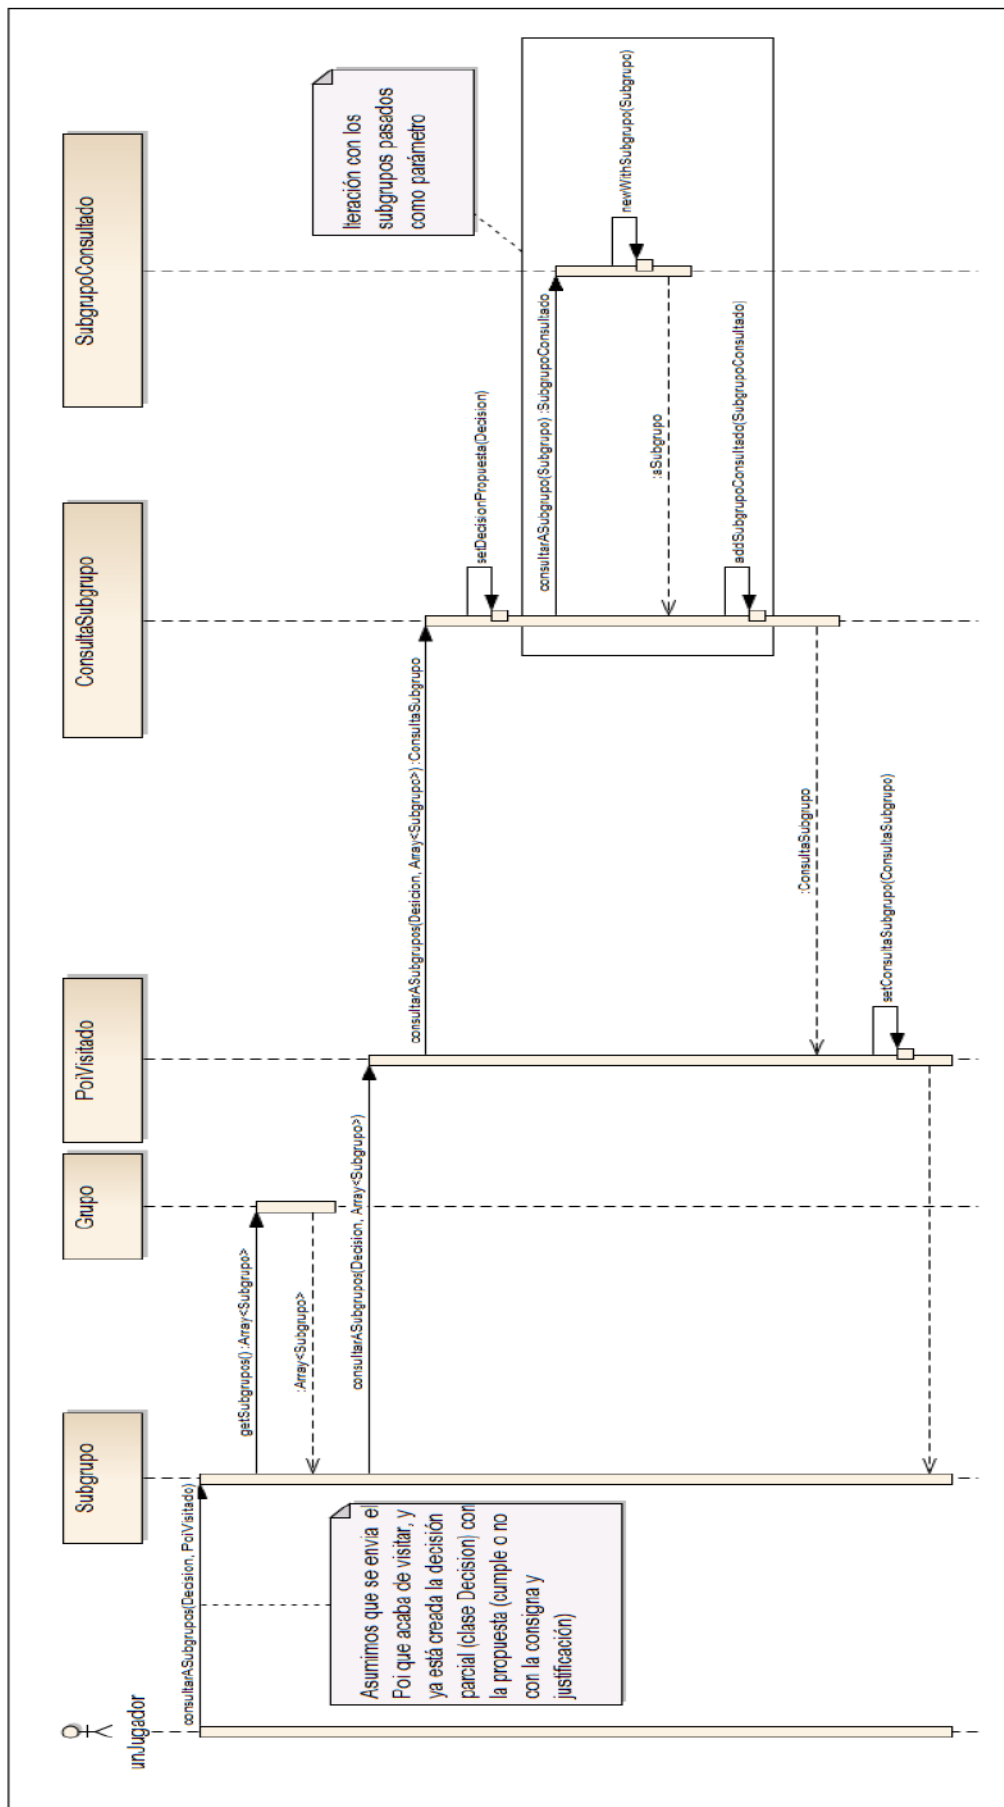 unJugador
Subgrupo
Grupo
PoiVisitado
ConsultaSubgrupo
SubgrupoConsultado
consultarASubgrupos(Decision, PoiVisitado)
Asumimos que se envia el
Poi que acaba de visitar, y
ya está creada la decisión
parcial (clase Decision) con
la propuesta (cumple o no
con la consigna y
justificación)
getSubgrupos() :Array<Subgrupo>
:Array<Subgrupo>
consultarASubgrupos(Decision, Array<Subgrupo>)
consultarASubgrupos(Desicion, Array<Subgrupo>) :ConsultaSubgrupo
setDecisionPropuesta(Decision)
Iteración con los
subgrupos pasados
como parámetro
consultarASubgrupo(Subgrupo) :SubgrupoConsultado
newWithSubgrupo(Subgrupo)
:aSubgrupo
addSubgrupoConsultado(SubgrupoConsultado)
:ConsultaSubgrupo
setConsultaSubgrupo(ConsultaSubgrupo)